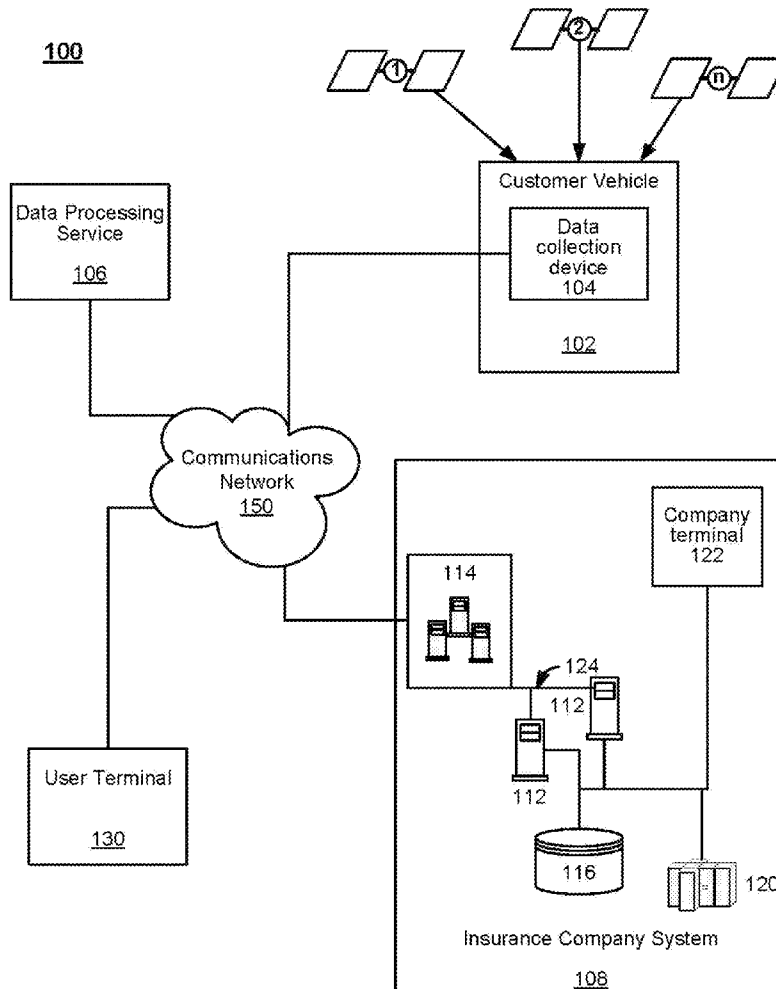 100
1
2
n
Customer Vehicle
Data
collection
device
104
102
Data Processing
Service
106
Communications
Network
150
Company
terminal
122
114
124
112
112
116
120
User Terminal
130
Insurance Company System
108